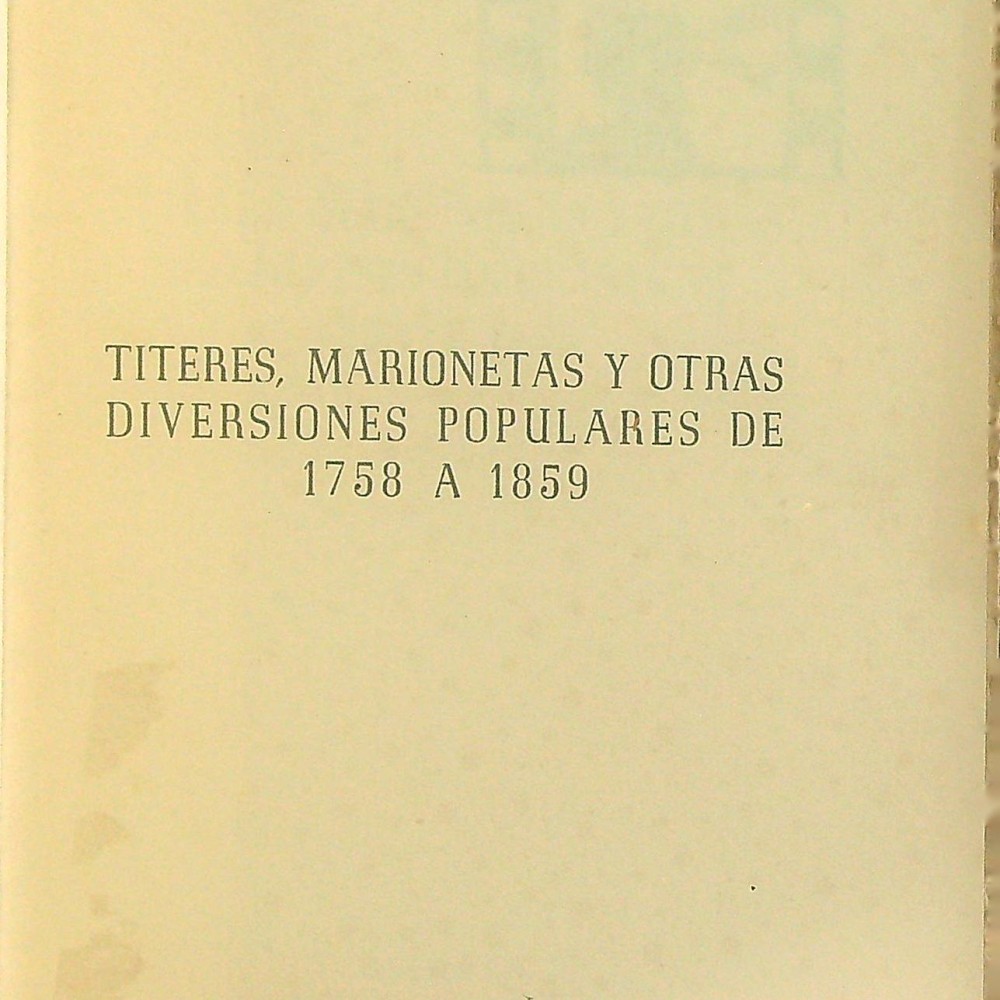 TITERES, MARIONETAS Y OTRAS
DIVERSIONES POPULARES DE
1758 A 1859